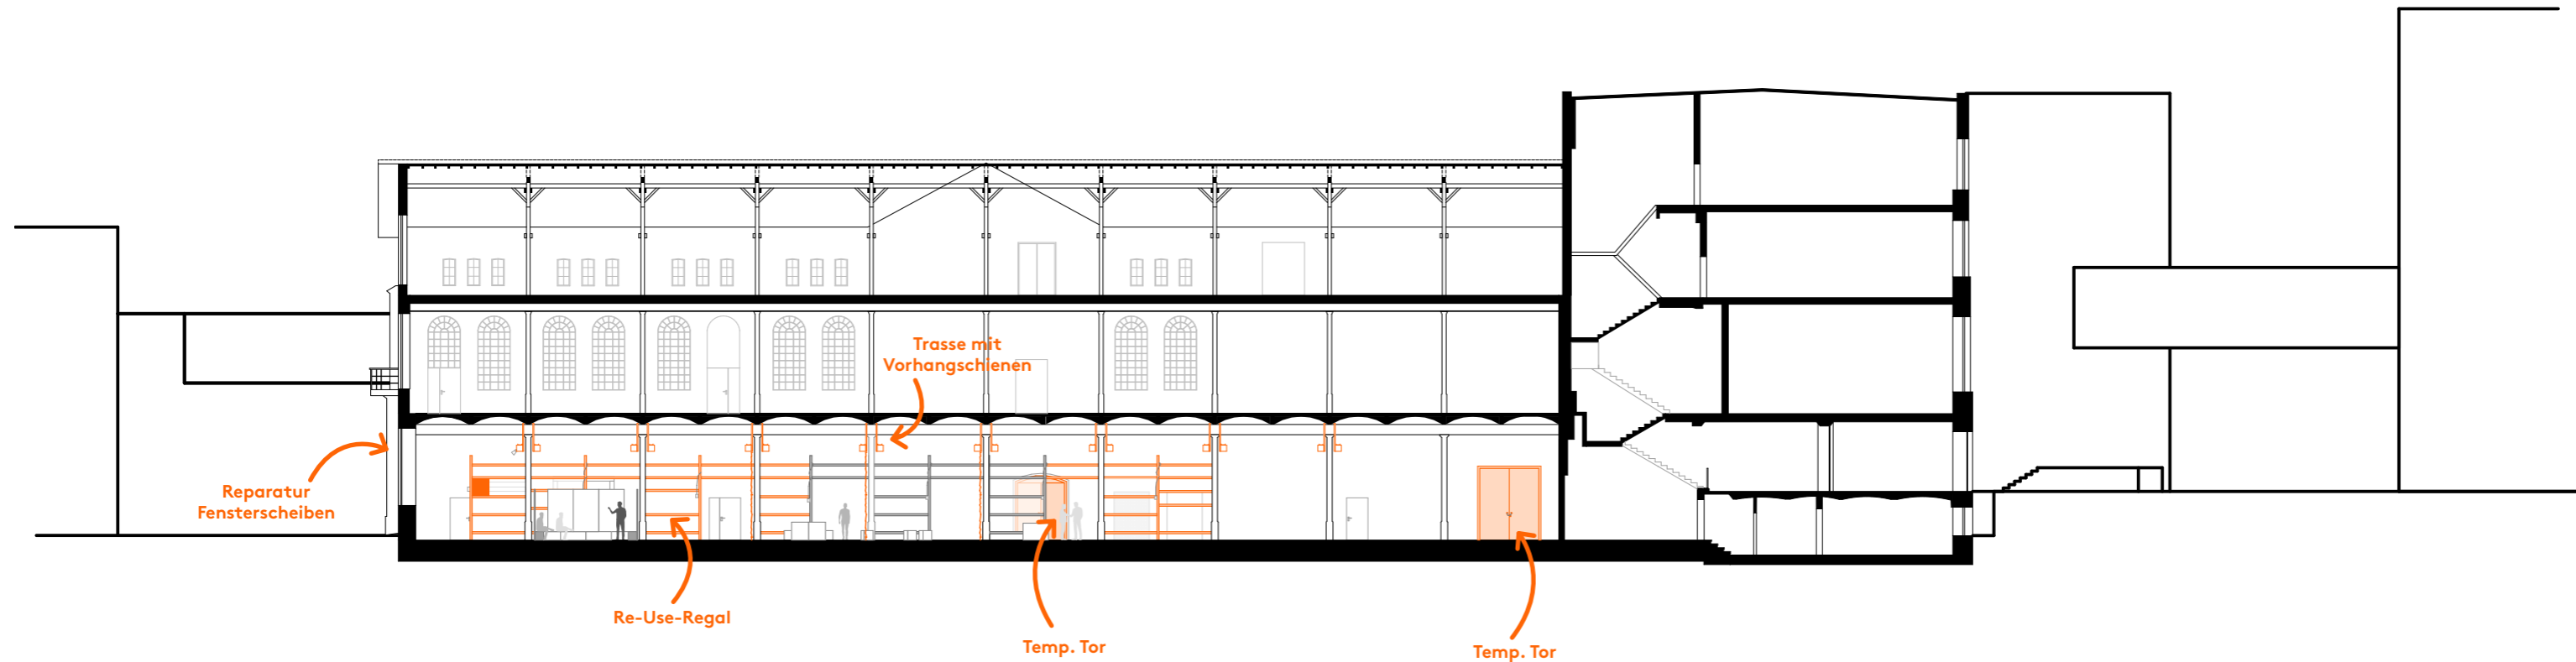 Trasse mit
Vorhangschienen
Reparatur
Fensterscheiben
Re-Use-Regal
Temp. Tor
Temp. Tor